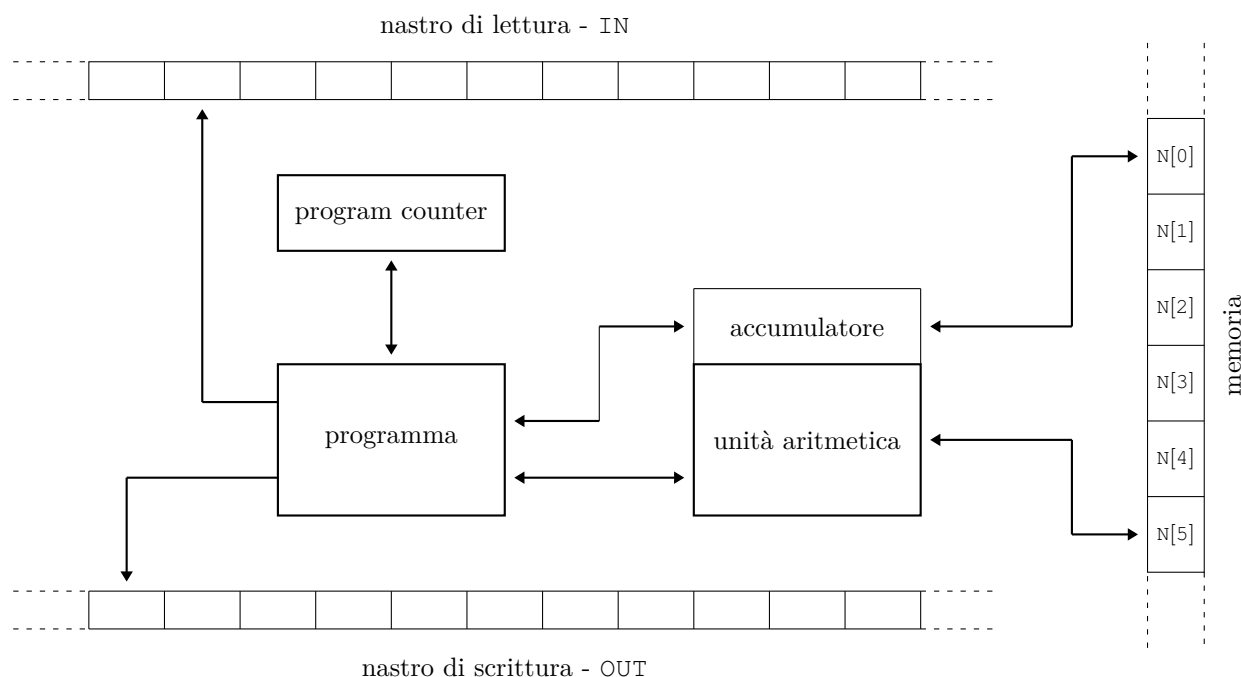 nastro di lettura - IN
program counter
accumulatore
programma
unità aritmetica
N[0]
N[1]
N[2]
N[3]
N[4]
N[5]
memoria
nastro di scrittura - OUT